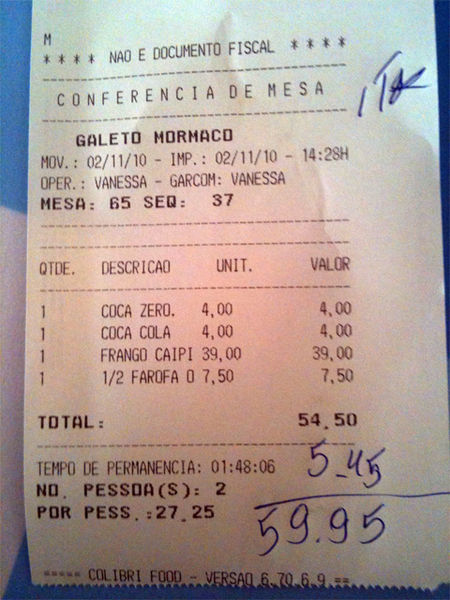 M
**** NAO E DOCUMENTO FISCAL ****
CONFERENCIA DE MESA
GALETO MORMACO
MOV.: 02/11/10 - IMP.: 02/11/10 - 14:28H
OPER.: VANESSA - GARCOM: VANESSA
MESA: 65 SEQ: 37
QTDE. DESCRICAO UNIT. VALOR
1 COCA ZERO. 4,00 4,00
1 COCA COLA 4,00 4,00
1 FRANGO CAIPI 39,00 39,00
1 1/2 FAROFA O 7,50 7,50
TOTAL: 54,50
TEMPO DE PERMANENCIA: 01:48:06
5-45
NO. PESSOA(S): 2
POR PESS.:27,25
59.95
===== COLIBRI FOOD - VERSAO 6.70.6.9 ==